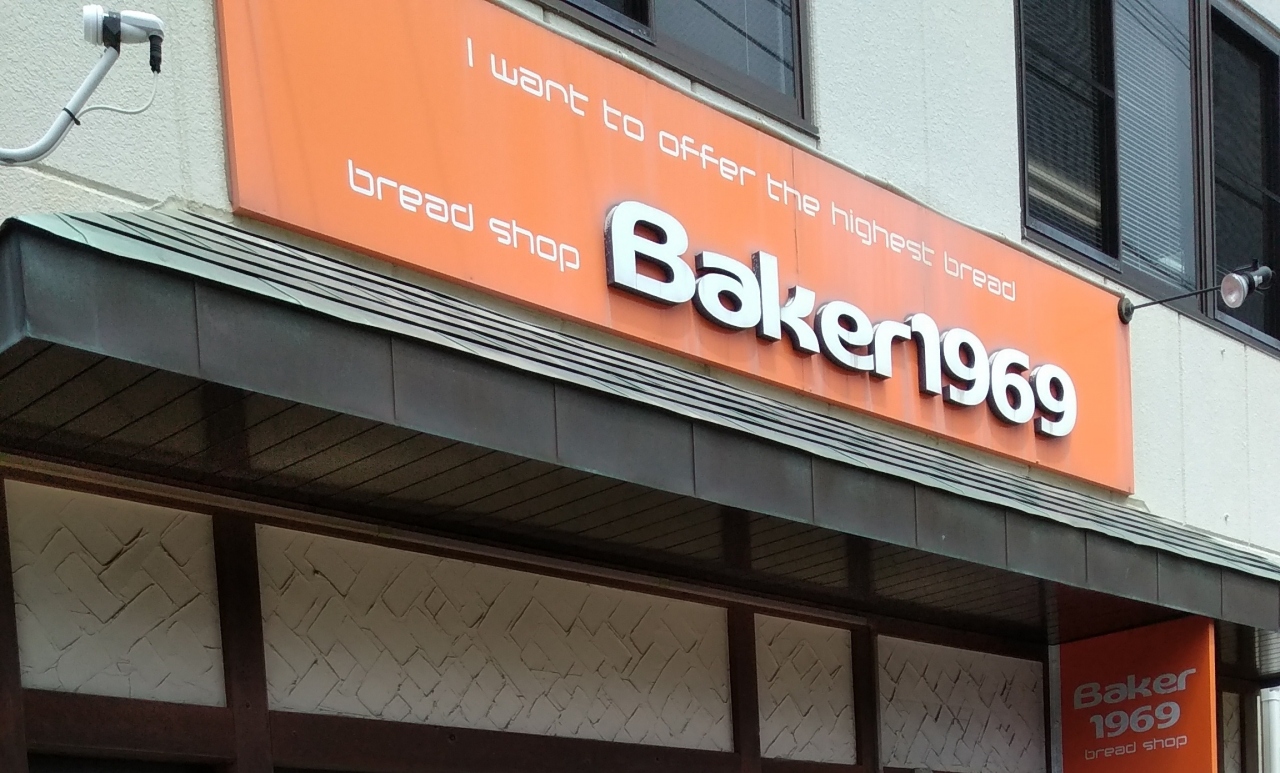 I want to offer the highest bread
bread shop Baker1969
Baker
1969
bread shop